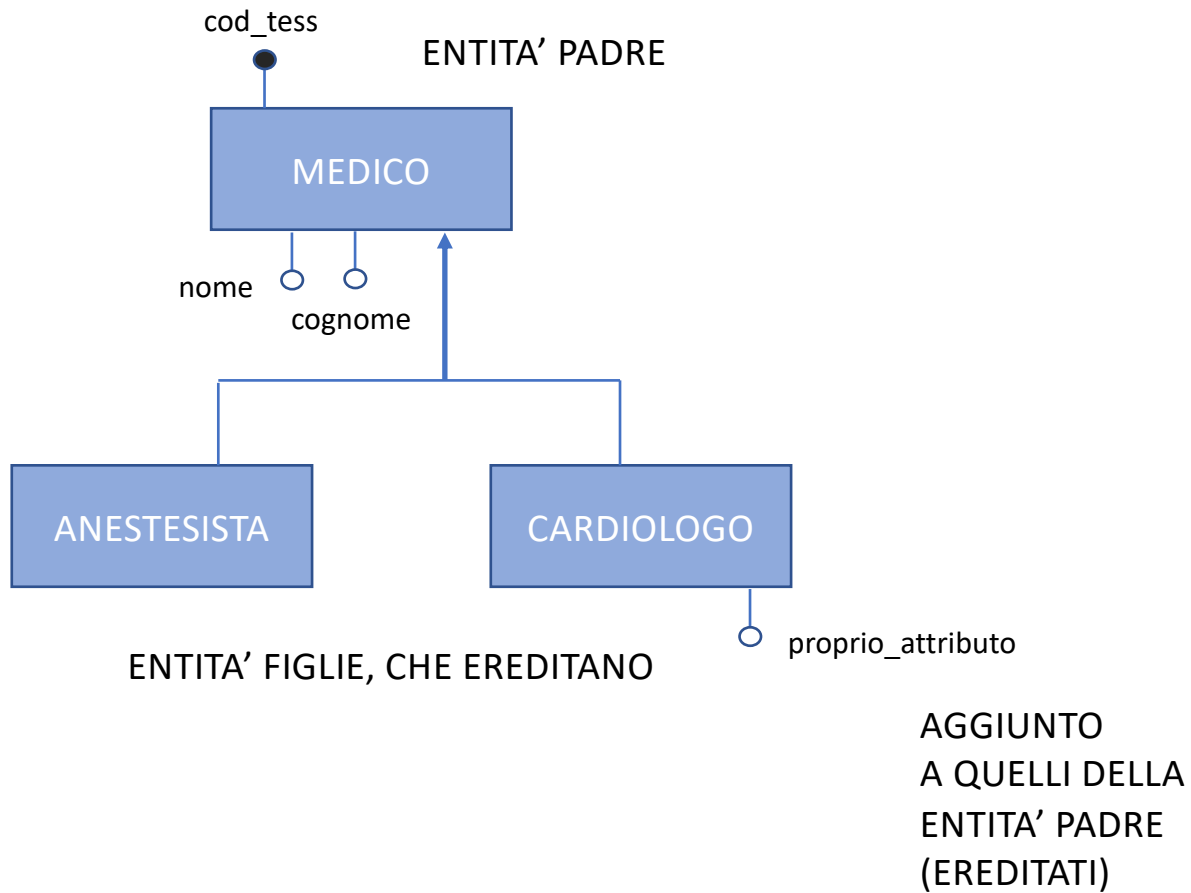 cod_tess
ENTITA’ PADRE
MEDICO
nome
cognome
ANESTESISTA
CARDIOLOGO
proprio_attributo
ENTITA’ FIGLIE, CHE EREDITANO
AGGIUNTO
A QUELLI DELLA
ENTITA’ PADRE
(EREDITATI)